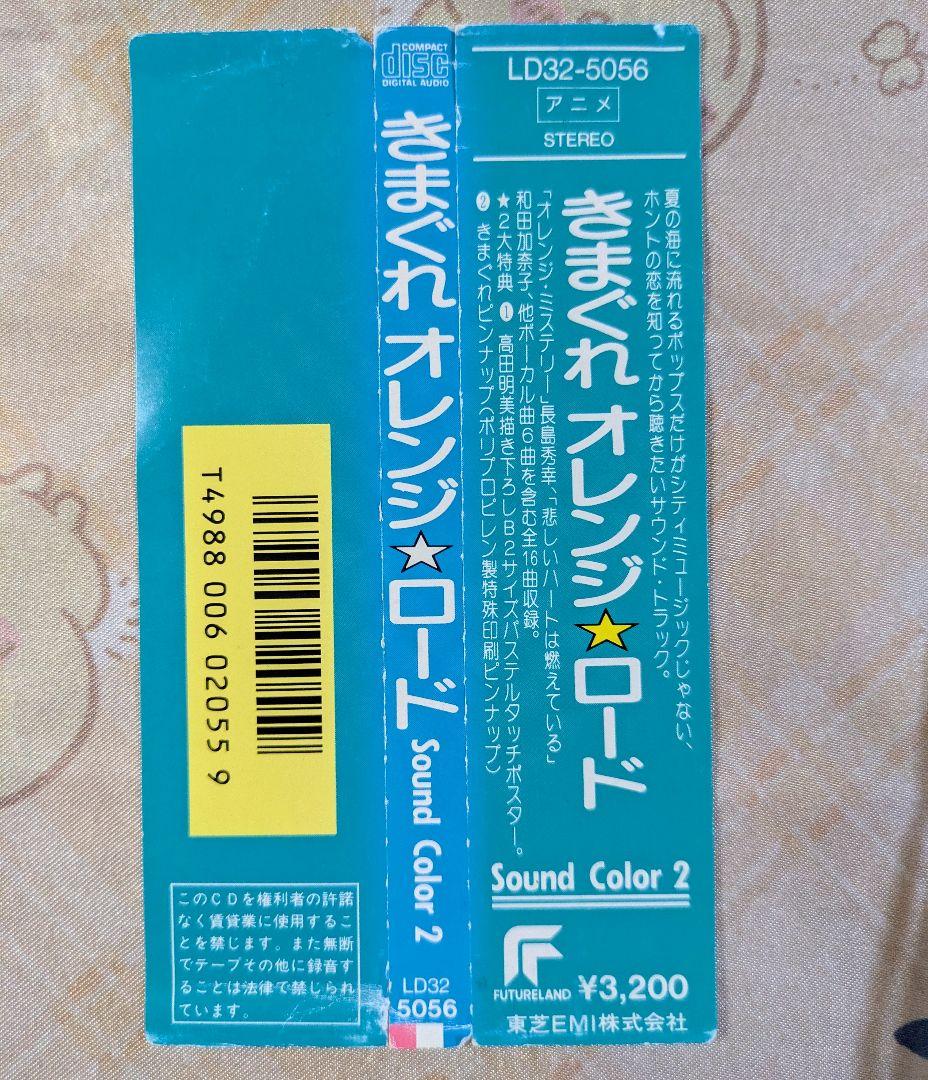 LD32-5056
アニメ
STEREO
夏の海に流れるポップスだけがシティミュージックじゃない、
ホントの恋を知ってから聴きたいサウンド・トラック。
きまぐれ オレンジ☆ロード
「オレンジ・ミステリー」長島秀幸、「悲しいハートは燃えている」
和田加奈子、他ボーカル曲6曲を含む全16曲収録。
★2大特典 ❶ 高田明美描き下ろしB2サイズパステルタッチポスター。
❷ きまぐれピンナップ(ポリプロピレン製特殊印刷ピンナップ)
Sound Color 2
FUTURELAND ¥3,200
東芝EMI株式会社
COMPACT
disc
DIGITAL AUDIO
きまぐれ オレンジ☆ロード Sound Color 2
LD32
5056
T4988 006 02055 9
このCDを権利者の許諾
なく賃貸業に使用するこ
とを禁じます。また無断
でテープその他に録音す
ることは法律で禁じられ
ています。